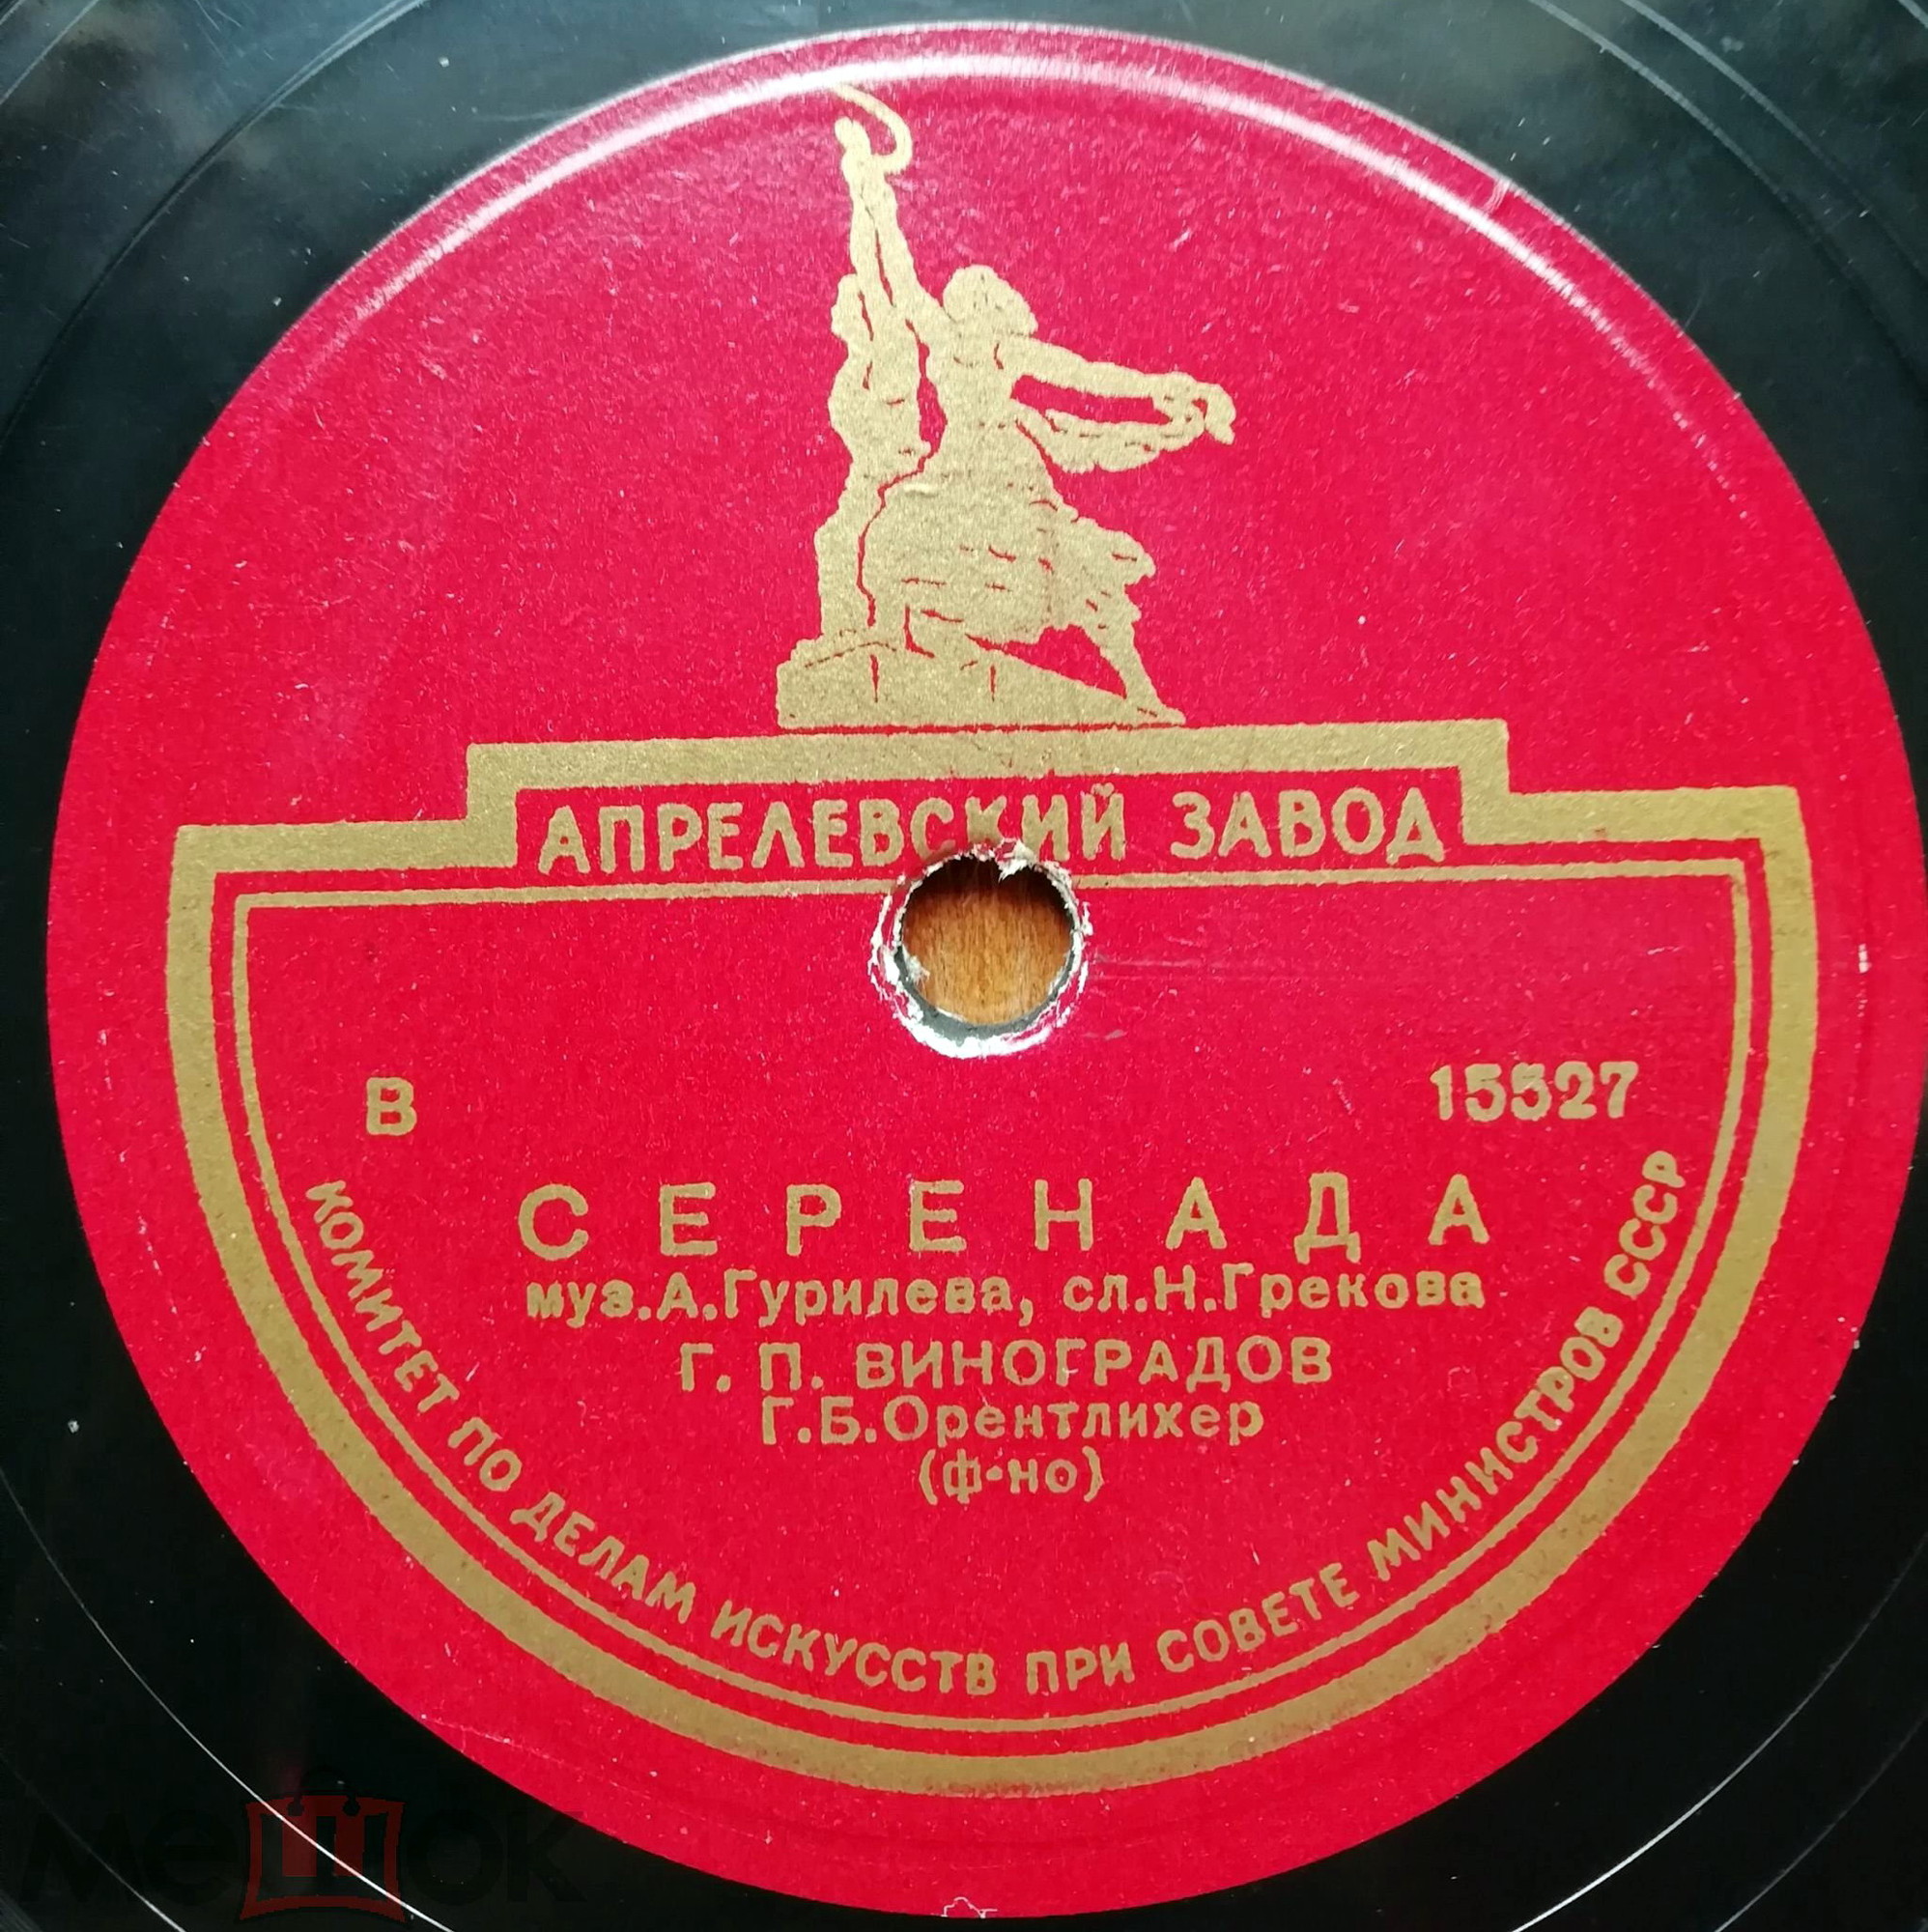 АПРЕЛЕВСКИЙ ЗАВОД
В 15527
СЕРЕНАДА
муз.А.Гурилева, сл.Н.Грекова
Г. П. ВИНОГРАДОВ
Г.Б.Орентлихер
(ф-но)
КОМИТЕТ ПО ДЕЛАМ ИСКУССТВ ПРИ СОВЕТЕ МИНИСТРОВ СССР
мешок